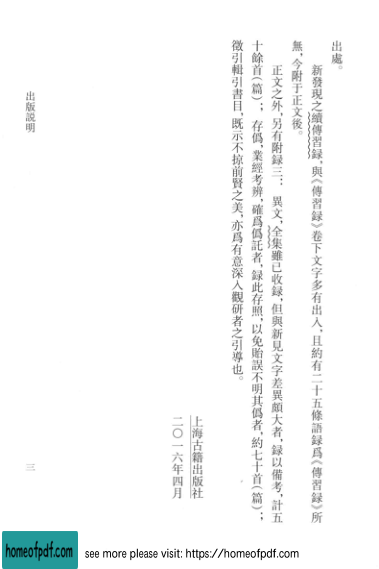 出處。
新發現之續傳習録，與《傳習録》卷下文字多有出入，且約有二十五條語録爲《傳習録》所
無，今附于正文後。
正文之外，另有附録三：異文，全集雖已收録，但與新見文字差異頗大者，録以備考，計五
十餘首（篇）；存僞，業經考辨，確爲僞託者，録此存照，以免貽誤不明其僞者，約七十首（篇）；
徵引輯引書目，既示不掠前賢之美，亦爲有意深入觀研者之引導也。
上海古籍出版社
二〇一六年四月
出版説明
三
homeofpdf.com
see more please visit: https://homeofpdf.com